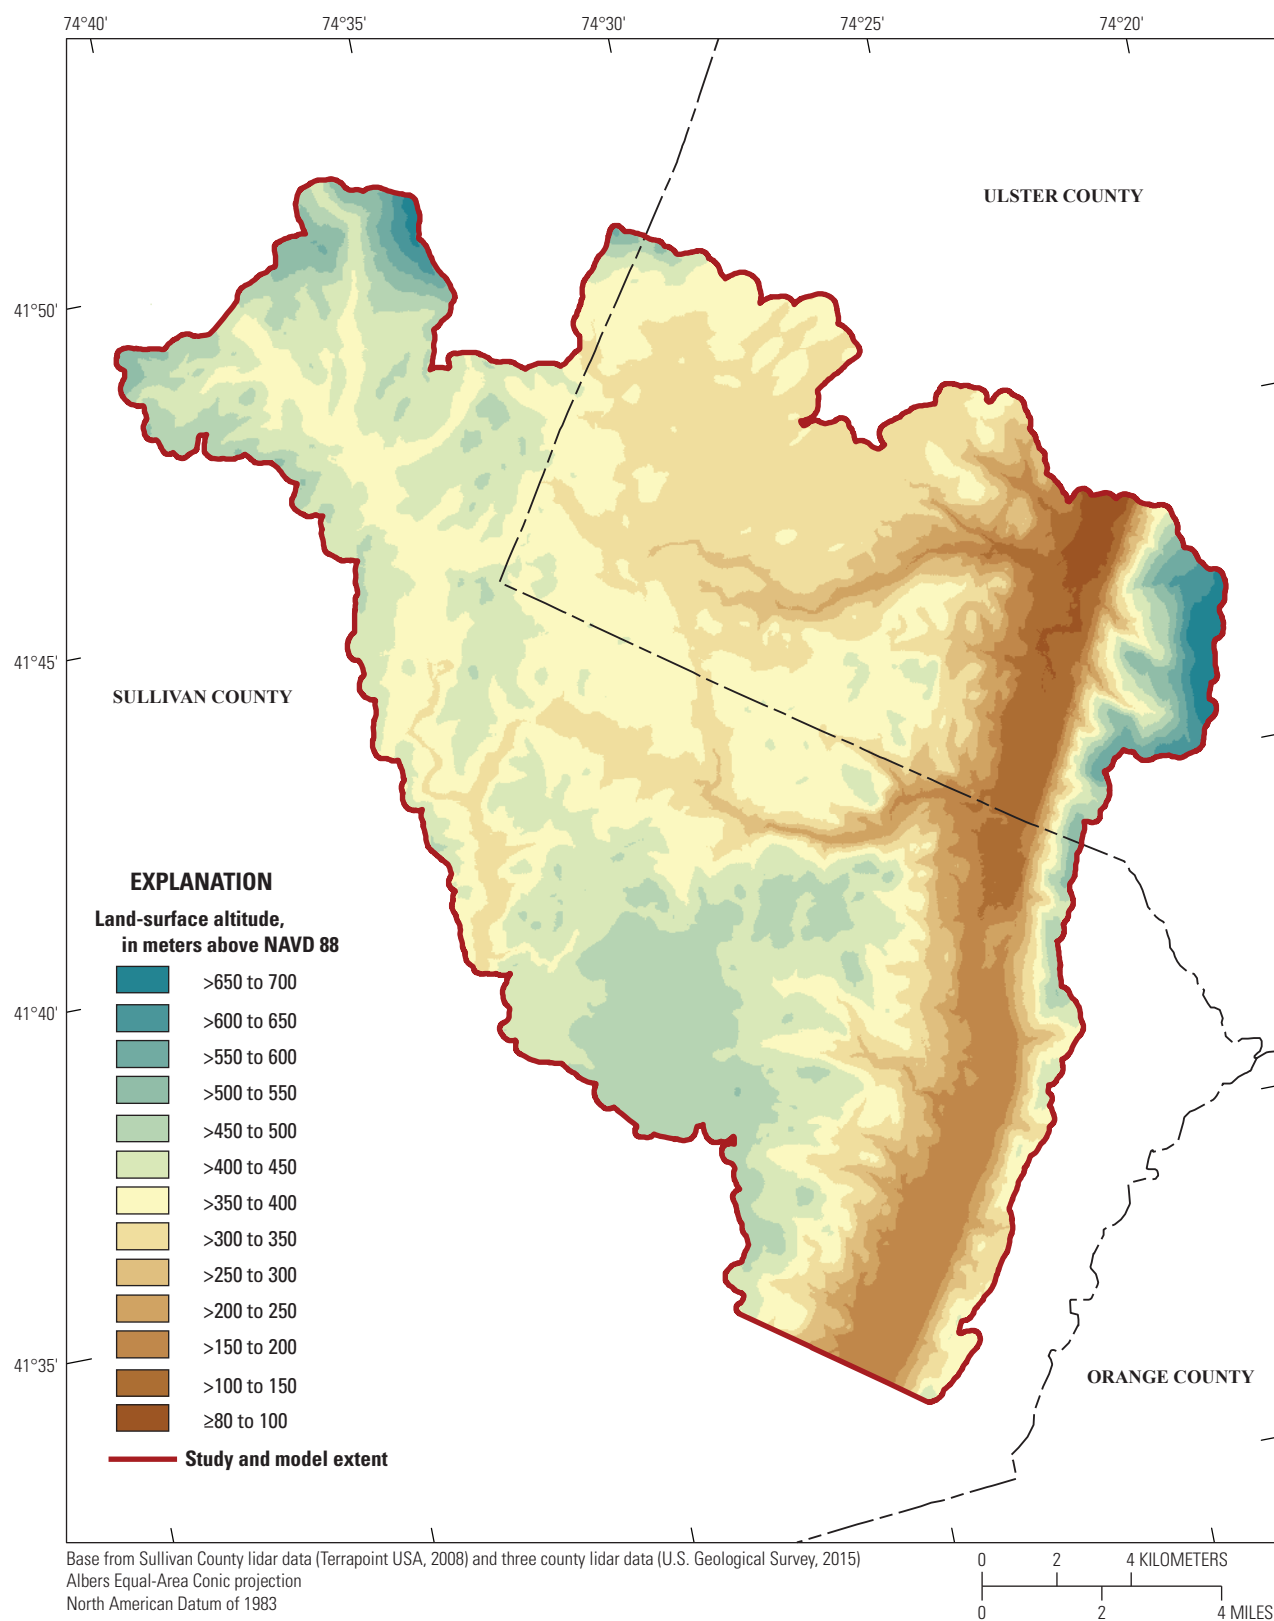 74°40'
74°35'
74°30'
74°25'
74°20'
ULSTER COUNTY
41°50'
41°45'
SULLIVAN COUNTY
EXPLANATION
Land-surface altitude,
in meters above NAVD 88
>650 to 700
>600 to 650
>550 to 600
>500 to 550
>450 to 500
41°40'
>400 to 450
>350 to 400
>300 to 350
>250 to 300
>200 to 250
>150 to 200
41°35'
>100 to 150
≥80 to 100
ORANGE COUNTY
Study and model extent
Base from Sullivan County lidar data (Terrapoint USA, 2008) and three county lidar data (U.S. Geological Survey, 2015)
Albers Equal-Area Conic projection
North American Datum of 1983
0 2 4 KILOMETERS
0 2 4 MILES